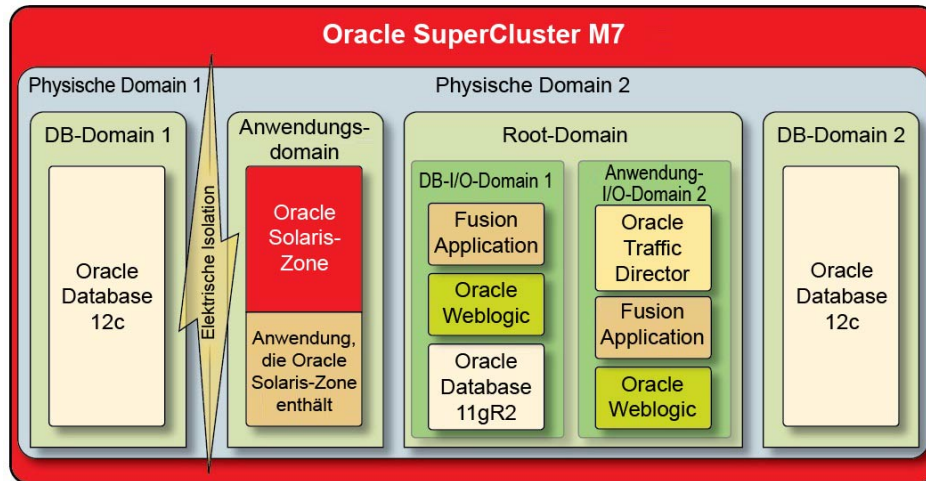 Oracle SuperCluster M7
Physische Domain 1
Physische Domain 2
DB-Domain 1
Oracle
Database
12c
Elektrische Isolation
Anwendungs-
domain
Oracle
Solaris-
Zone
Anwendung,
die Oracle
Solaris-Zone
enthält
Root-Domain
DB-I/O-Domain 1
Fusion
Application
Oracle
Weblogic
Oracle
Database
11gR2
Anwendung-
I/O-Domain 2
Oracle
Traffic
Director
Fusion
Application
Oracle
Weblogic
DB-Domain 2
Oracle
Database
12c